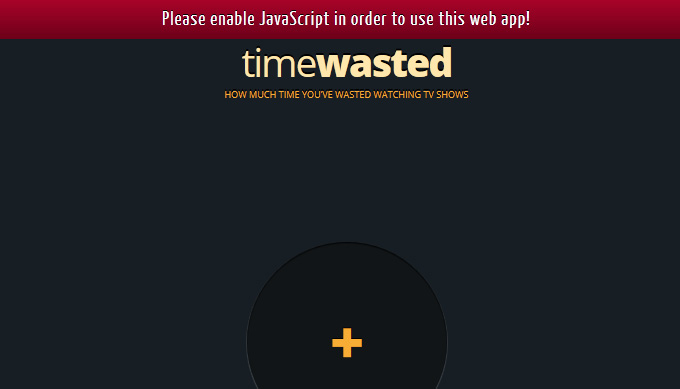 Please enable JavaScript in order to use this web app!
timewasted
HOW MUCH TIME YOU'VE WASTED WATCHING TV SHOWS
+